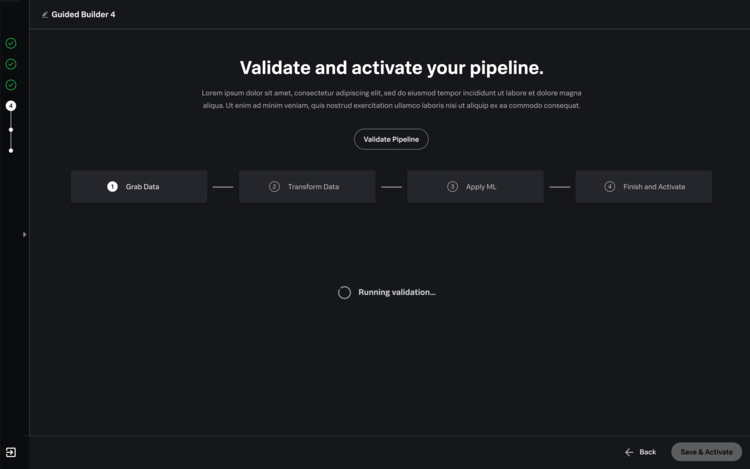 Guided Builder 4
Validate and activate your pipeline.
Lorem ipsum dolor sit amet, consectetur adipiscing elit, sed do eiusmod tempor incididunt ut labore et dolore magna
aliqua. Ut enim ad minim veniam, quis nostrud exercitation ullamco laboris nisi ut aliquip ex ea commodo consequat.
4
Validate Pipeline
1 Grab Data
2 Transform Data
3 Apply ML
4 Finish and Activate
Running validation...
Back
Save & Activate